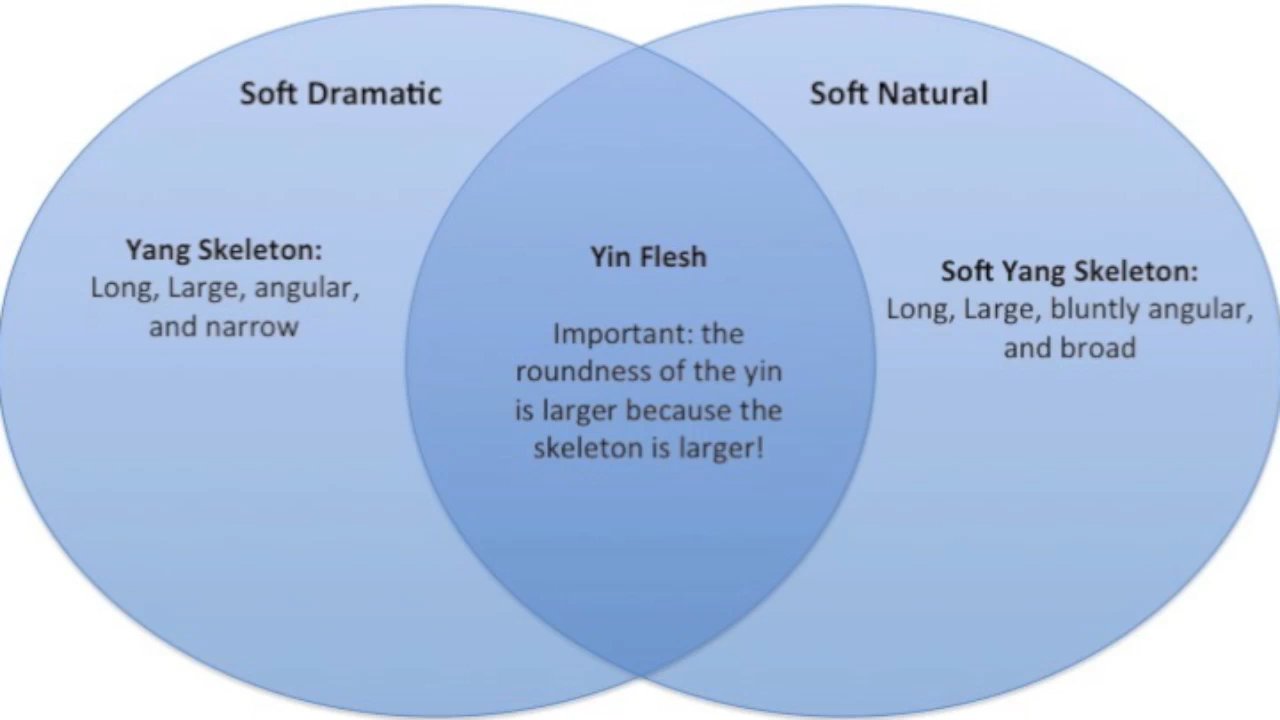 Soft Dramatic
Soft Natural
Yang Skeleton:
Long, Large, angular,
and narrow
Yin Flesh
Important: the
roundness of the yin
is larger because the
skeleton is larger!
Soft Yang Skeleton:
Long, Large, bluntly angular,
and broad